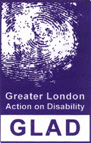 Greater London
Action on Disability
GLAD